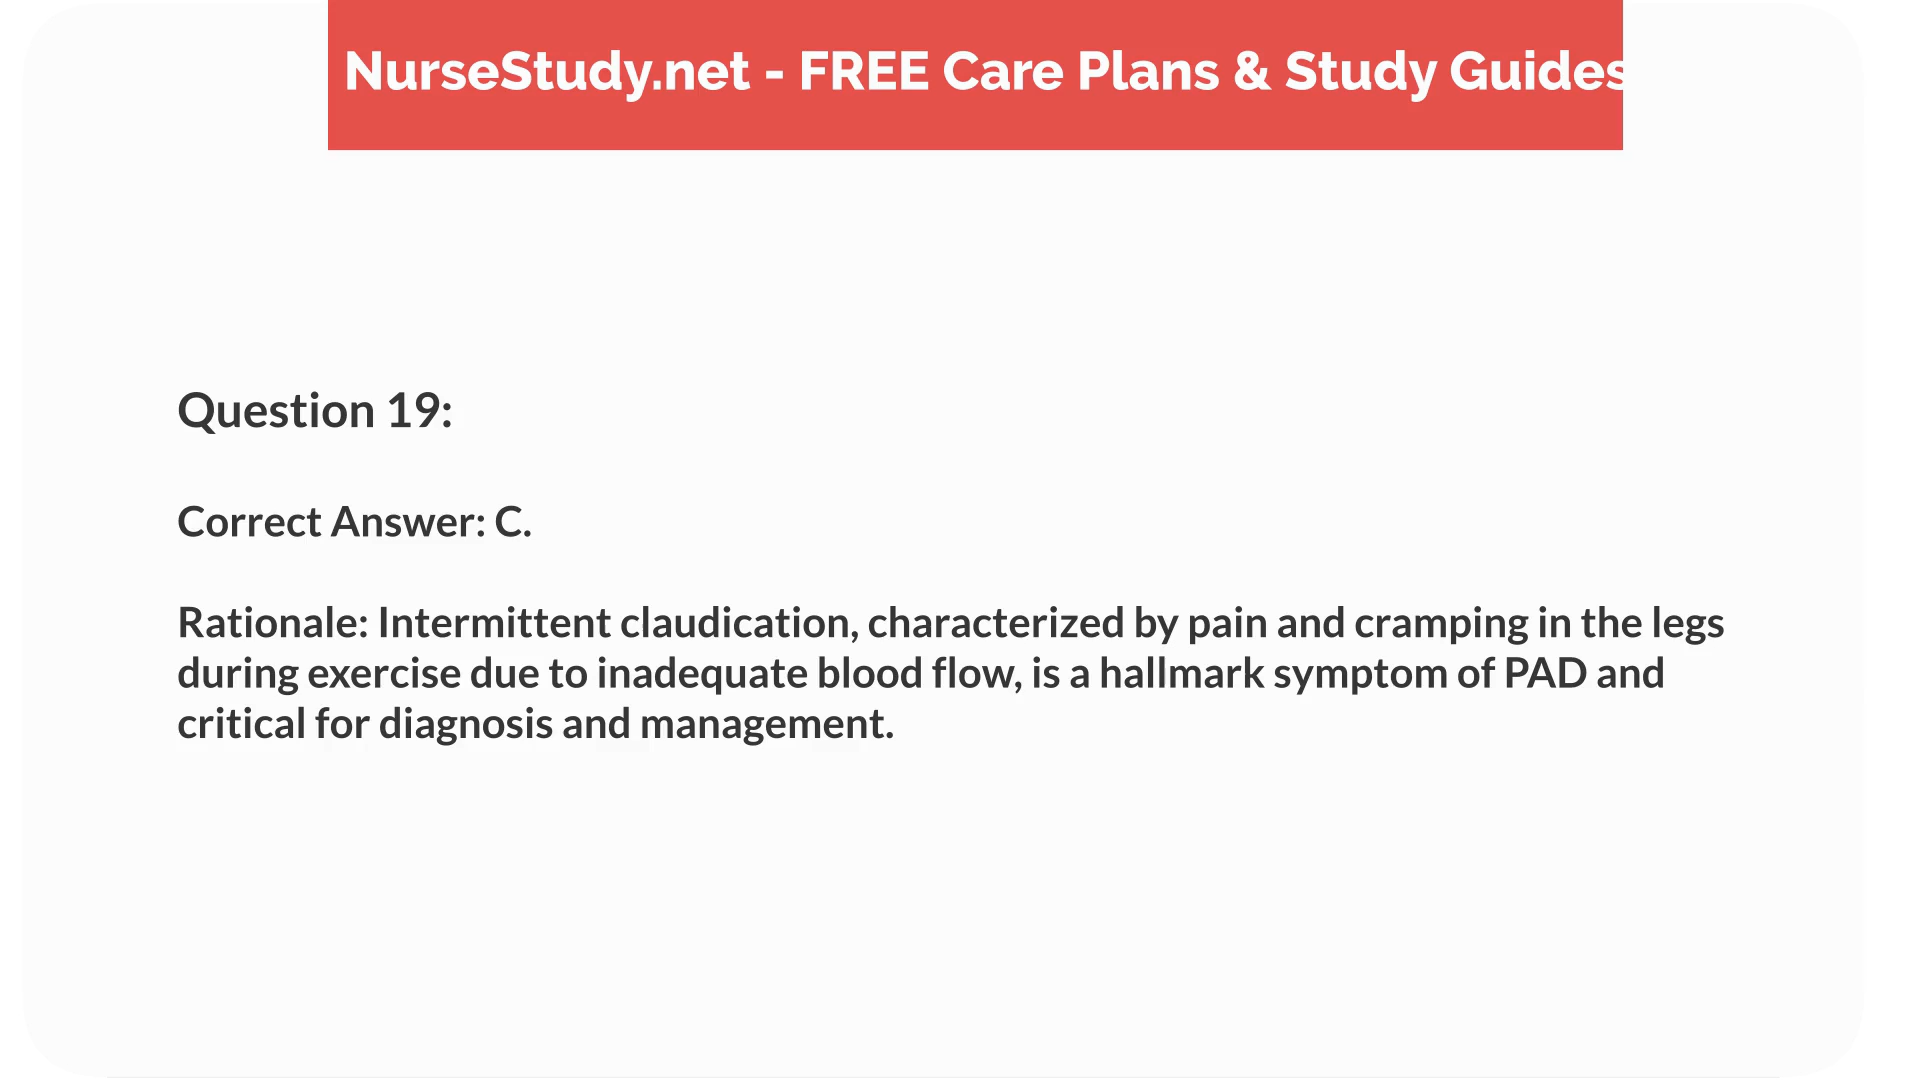 NurseStudy.net - FREE Care Plans & Study Guides
Question 19:
Correct Answer: C.
Rationale: Intermittent claudication, characterized by pain and cramping in the legs
during exercise due to inadequate blood flow, is a hallmark symptom of PAD and
critical for diagnosis and management.